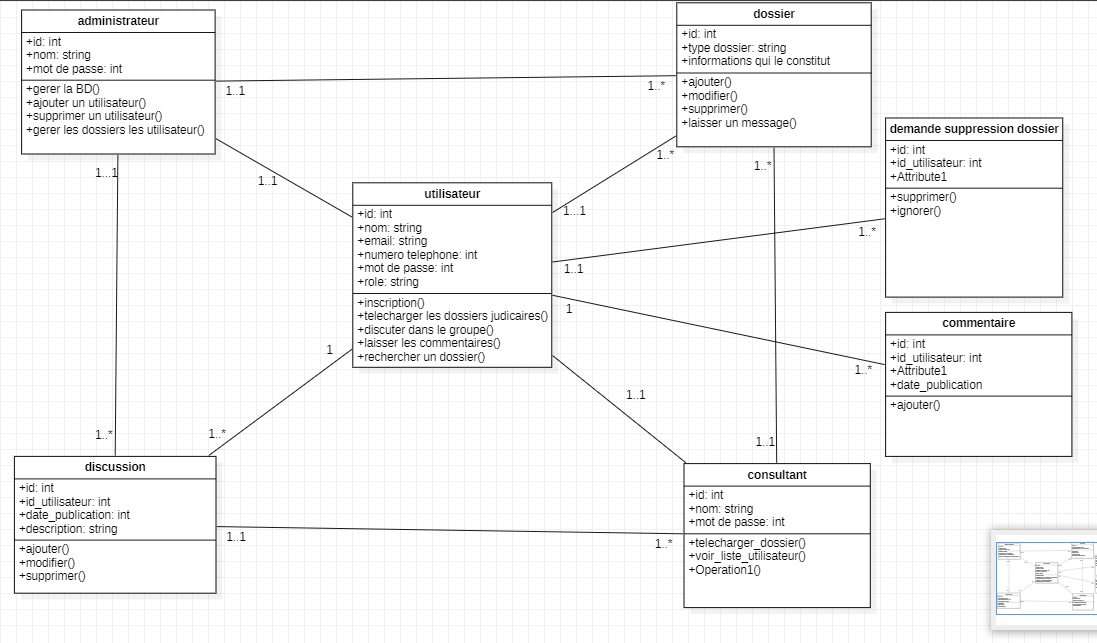 administrateur
+id: int
+nom: string
+mot de passe: int
+gerer la BD()
+ajouter un utilisateur()
+supprimer un utilisateur()
+gerer les dossiers les utilisateur()
dossier
+id: int
+type dossier: string
+informations qui le constitut
+ajouter()
+modifier()
+supprimer()
+laisser un message()
1..1
1..*
demande suppression dossier
+id: int
+id_utilisateur: int
+Attribute1
+supprimer()
+ignorer()
1...1
1..1
1..*
1..*
utilisateur
+id: int
+nom: string
+email: string
+numero telephone: int
+mot de passe: int
+role: string
+inscription()
+telecharger les dossiers judicaires()
+discuter dans le groupe()
+laisser les commentaires()
+rechercher un dossier()
1...1
1..*
1..1
1
1
1..*
commentaire
+id: int
+id_utilisateur: int
+Attribute1
+date_publication
+ajouter()
1..1
1..*
1..*
1..1
discussion
+id: int
+id_utilisateur: int
+date_publication: int
+description: string
+ajouter()
+modifier()
+supprimer()
1..1
1..*
consultant
+id: int
+nom: string
+mot de passe: int
+telecharger_dossier()
+voir_liste_utilisateur()
+Operation1()